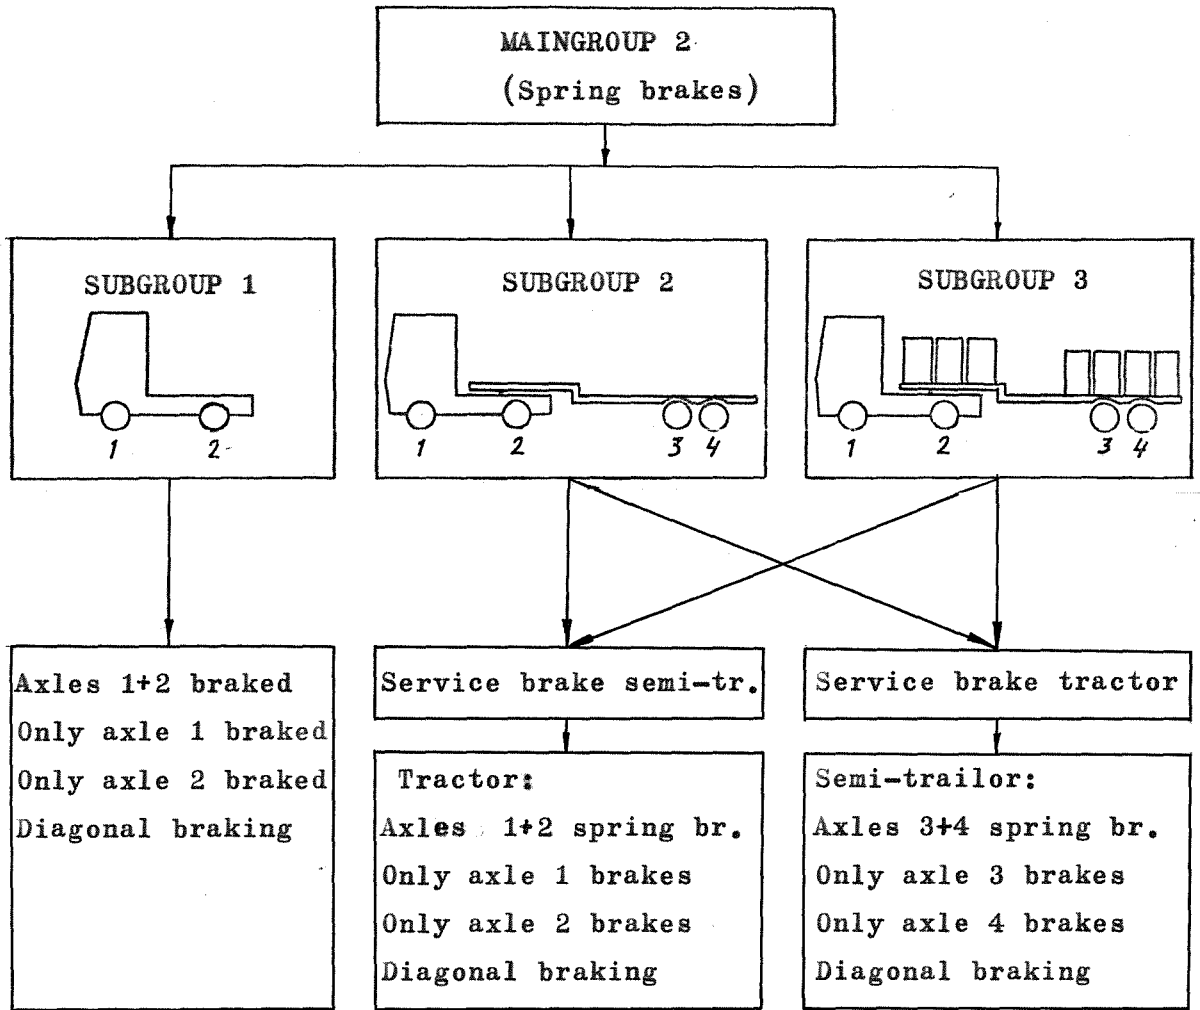 MAINGROUP 2
(Spring brakes)
SUBGROUP 1
1 2
SUBGROUP 2
1 2 3 4
SUBGROUP 3
1 2 3 4
Axles 1+2 braked
Only axle 1 braked
Only axle 2 braked
Diagonal braking
Service brake semi-tr.
Tractor:
Axles 1+2 spring br.
Only axle 1 brakes
Only axle 2 brakes
Diagonal braking
Service brake tractor
Semi-trailor:
Axles 3+4 spring br.
Only axle 3 brakes
Only axle 4 brakes
Diagonal braking